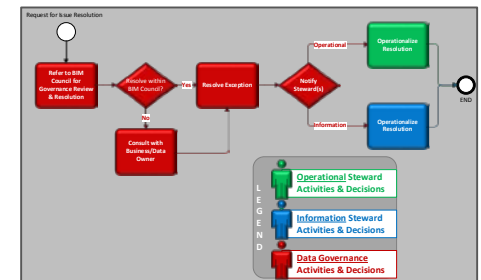 Request for Issue Resolution
Refer to BIM
Council for
Governance Review
& Resolution
Resolve within
BIM Council?
Yes
No
Consult with
Business/Data
Owner
Resolve Exception
Notify
Steward(s)
Operational
Operationalize
Resolution
Information
Operationalize
Resolution
END
LEGEND
Operational Steward
Activities & Decisions
Information Steward
Activities & Decisions
Data Governance
Activities & Decisions